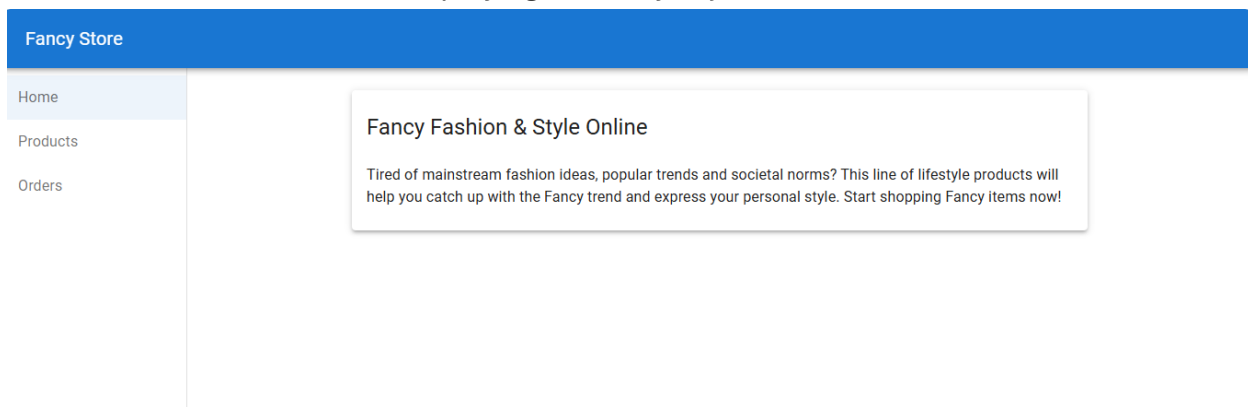 Fancy Store
Home
Products
Orders
Fancy Fashion & Style Online
Tired of mainstream fashion ideas, popular trends and societal norms? This line of lifestyle products will
help you catch up with the Fancy trend and express your personal style. Start shopping Fancy items now!